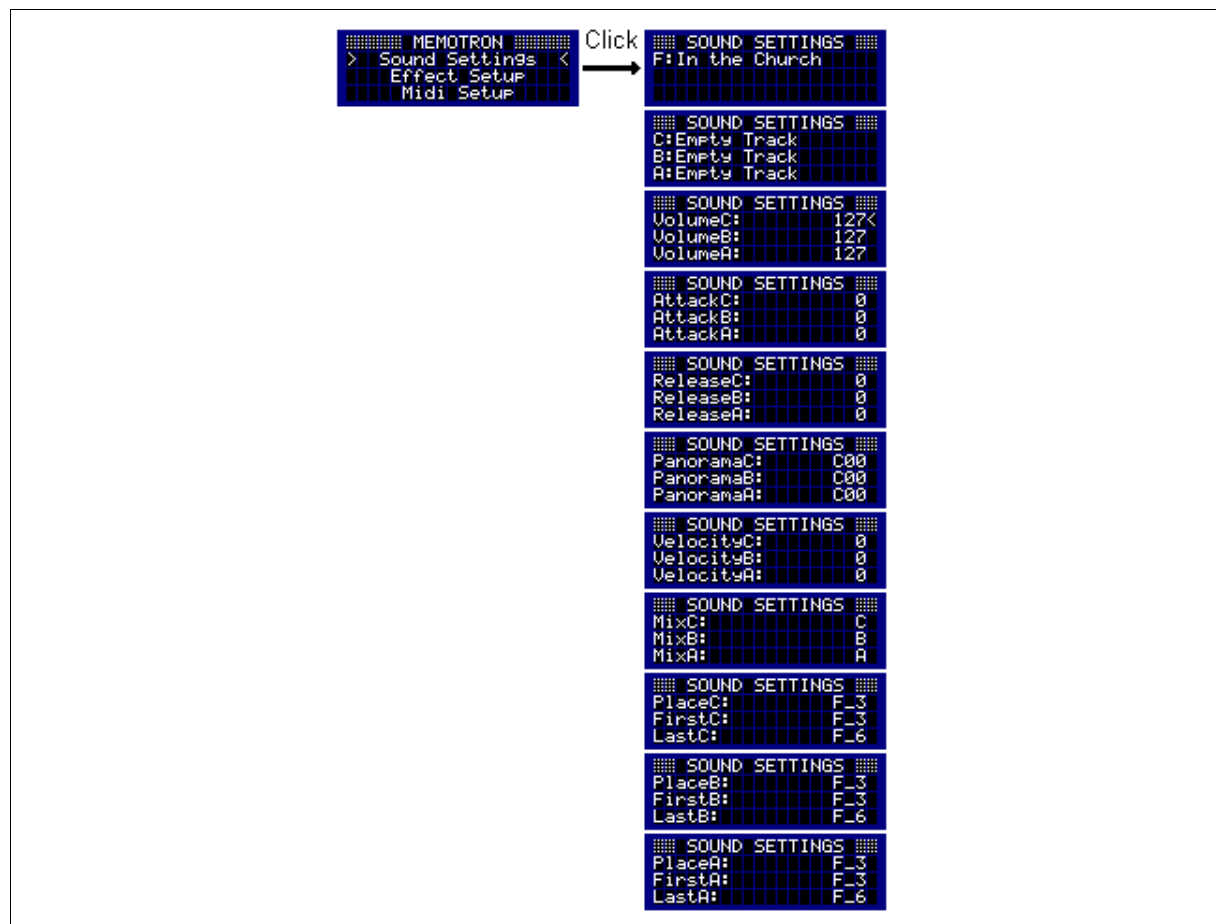 MEMOTRON
> Sound Settings <
Effect Setup
Midi Setup
Click
SOUND SETTINGS
F:In the Church
SOUND SETTINGS
C:Empty Track
B:Empty Track
A:Empty Track
SOUND SETTINGS
VolumeC: 127<
VolumeB: 127
VolumeA: 127
SOUND SETTINGS
AttackC: 0
AttackB: 0
AttackA: 0
SOUND SETTINGS
ReleaseC: 0
ReleaseB: 0
ReleaseA: 0
SOUND SETTINGS
PanoramaC: C00
PanoramaB: C00
PanoramaA: C00
SOUND SETTINGS
VelocityC: 0
VelocityB: 0
VelocityA: 0
SOUND SETTINGS
MixC: C
MixB: B
MixA: A
SOUND SETTINGS
PlaceC: F_3
FirstC: F_3
LastC: F_6
SOUND SETTINGS
PlaceB: F_3
FirstB: F_3
LastB: F_6
SOUND SETTINGS
PlaceA: F_3
FirstA: F_3
LastA: F_6